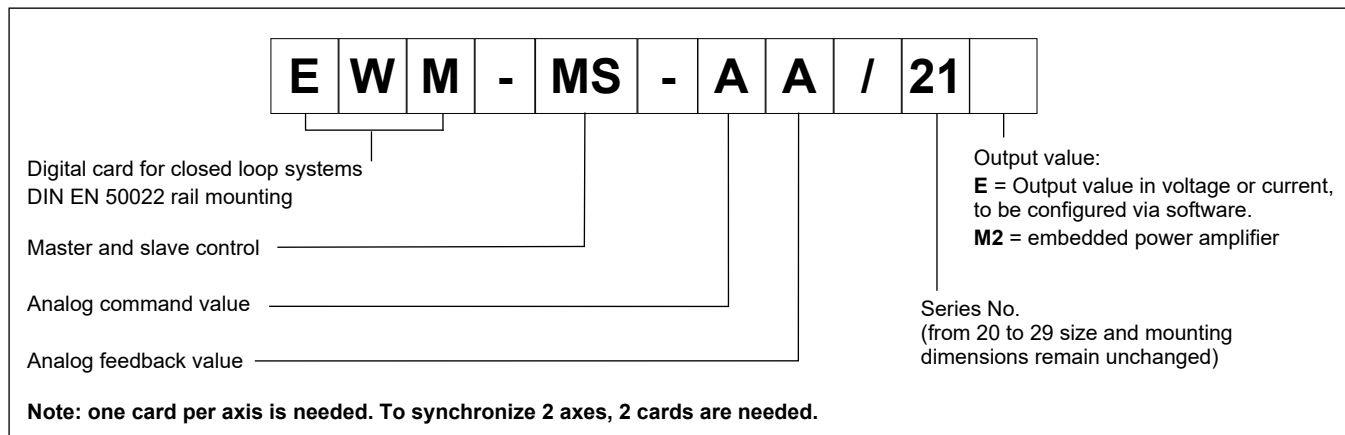 E W M - MS - A A / 21
Digital card for closed loop systems
DIN EN 50022 rail mounting
Master and slave control
Analog command value
Analog feedback value
Output value:
E = Output value in voltage or current,
to be configured via software.
M2 = embedded power amplifier
Series No.
(from 20 to 29 size and mounting
dimensions remain unchanged)
Note: one card per axis is needed. To synchronize 2 axes, 2 cards are needed.